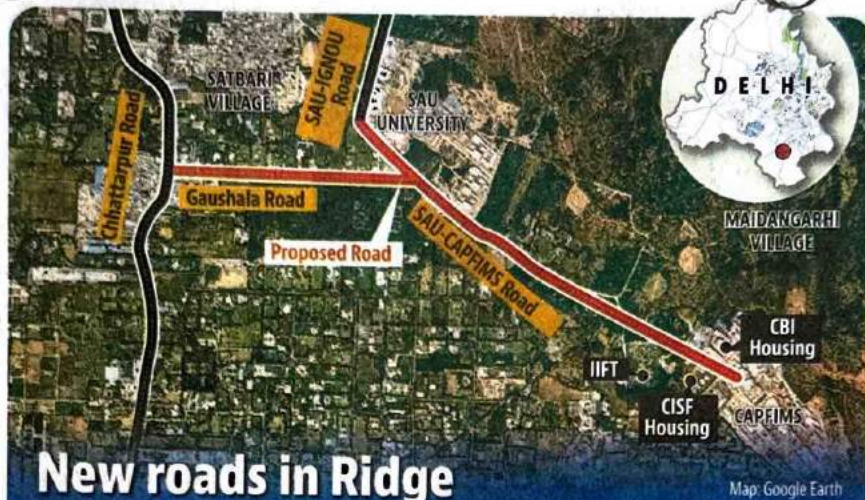 SATBARI
VILLAGE
SAU-IGNOU
Road
SAU
UNIVERSITY
DELHI
MAIDANGARHI
VILLAGE
Chhattarpur Road
Gaushala Road
Proposed Road
SAU-CAPFIMS Road
CBI
Housing
IIFT
CISF
Housing
CAPFIMS
New roads in Ridge
Map: Google Earth